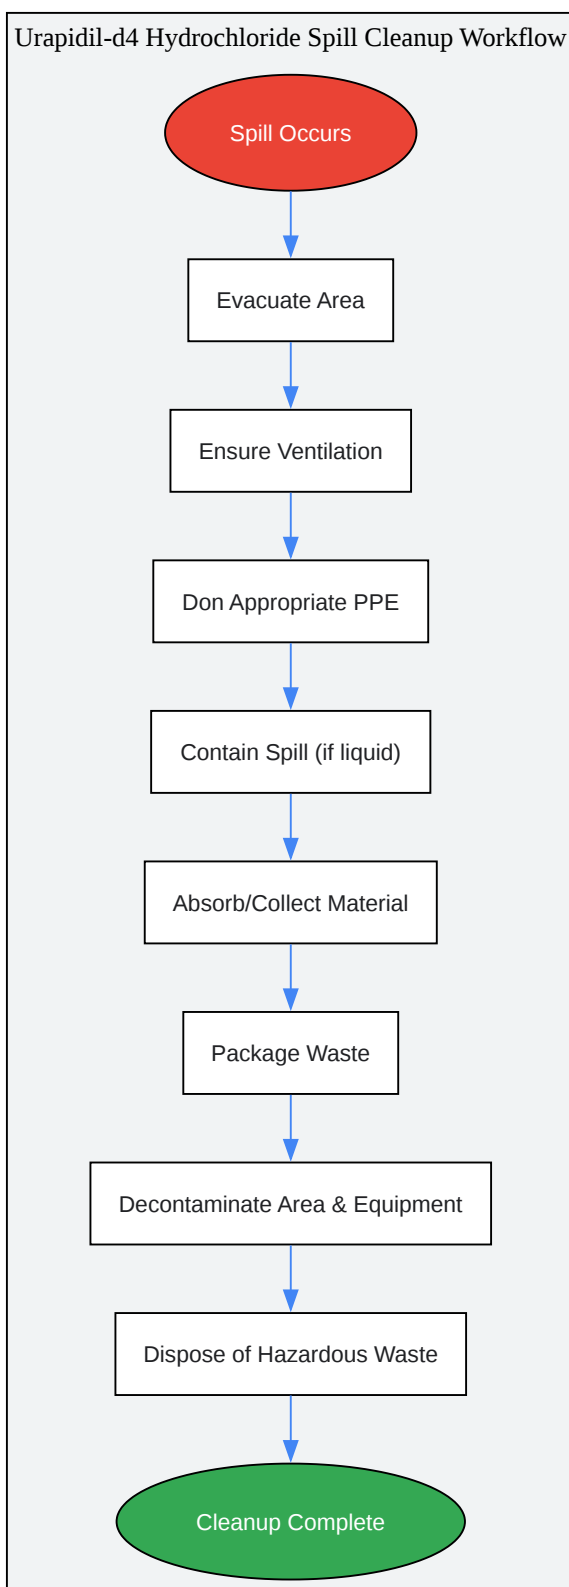 Urapidil-d4 Hydrochloride Spill Cleanup Workflow
Spill Occurs
Evacuate Area
Ensure Ventilation
Don Appropriate PPE
Contain Spill (if liquid)
Absorb/Collect Material
Package Waste
Decontaminate Area & Equipment
Dispose of Hazardous Waste
Cleanup Complete